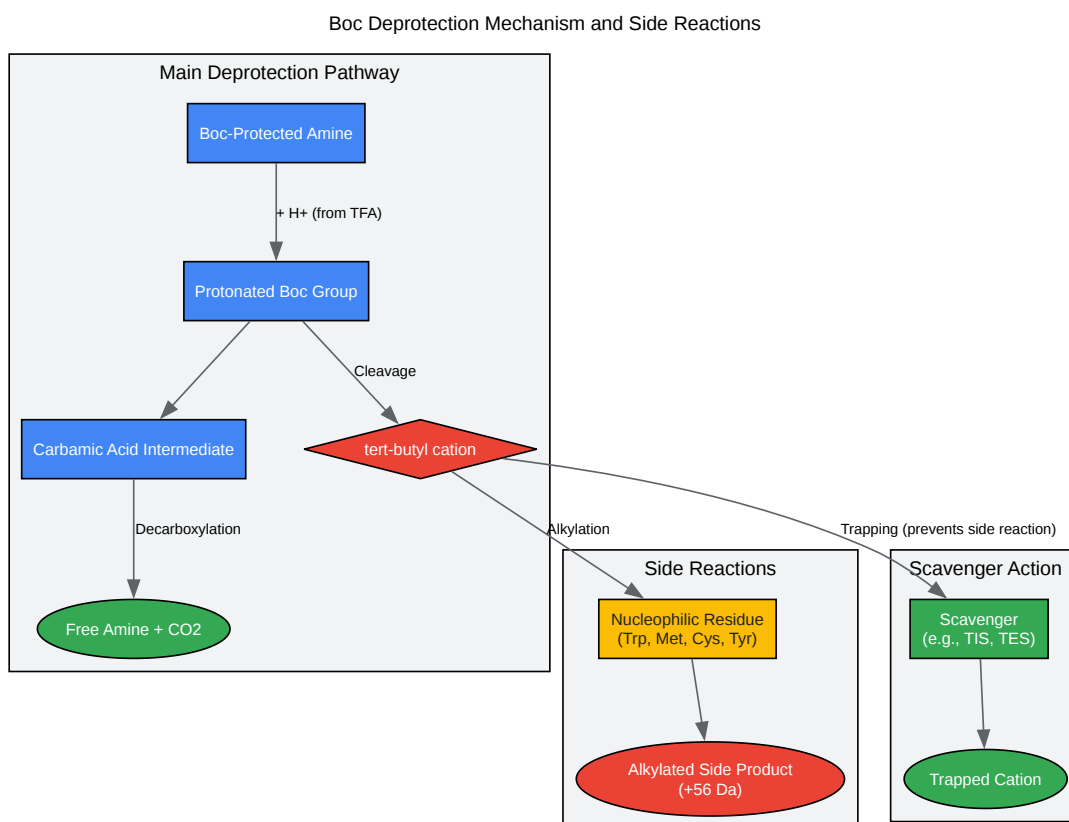 Boc Deprotection Mechanism and Side Reactions
Main Deprotection Pathway
Boc-Protected Amine
+ H+ (from TFA)
Protonated Boc Group
Cleavage
Carbamic Acid Intermediate
tert-butyl cation
Decarboxylation
Alkylation
Trapping (prevents side reaction)
Free Amine + CO2
Side Reactions
Nucleophilic Residue
(Trp, Met, Cys, Tyr)
Alkylated Side Product
(+56 Da)
Scavenger Action
Scavenger
(e.g., TIS, TES)
Trapped Cation